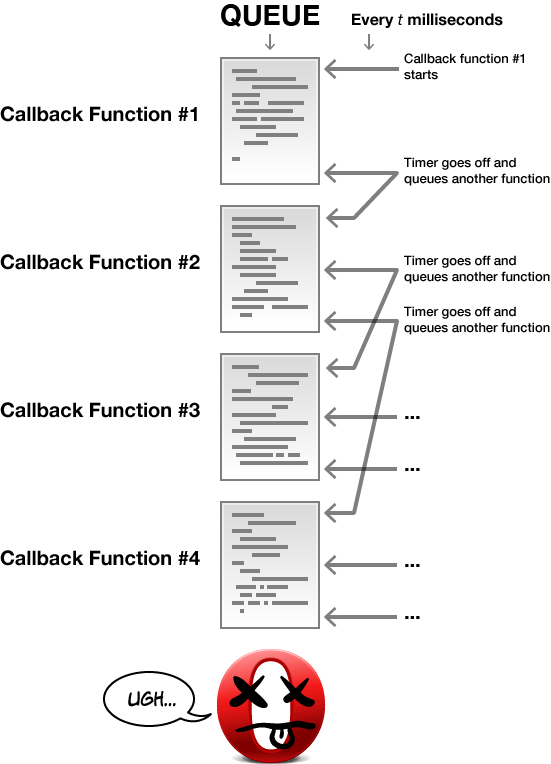 QUEUE
Every t milliseconds
Callback function #1
starts
Callback Function #1
Timer goes off and
queues another function
Callback Function #2
Timer goes off and
queues another function
Timer goes off and
queues another function
Callback Function #3
...
...
Callback Function #4
...
...
UGH...